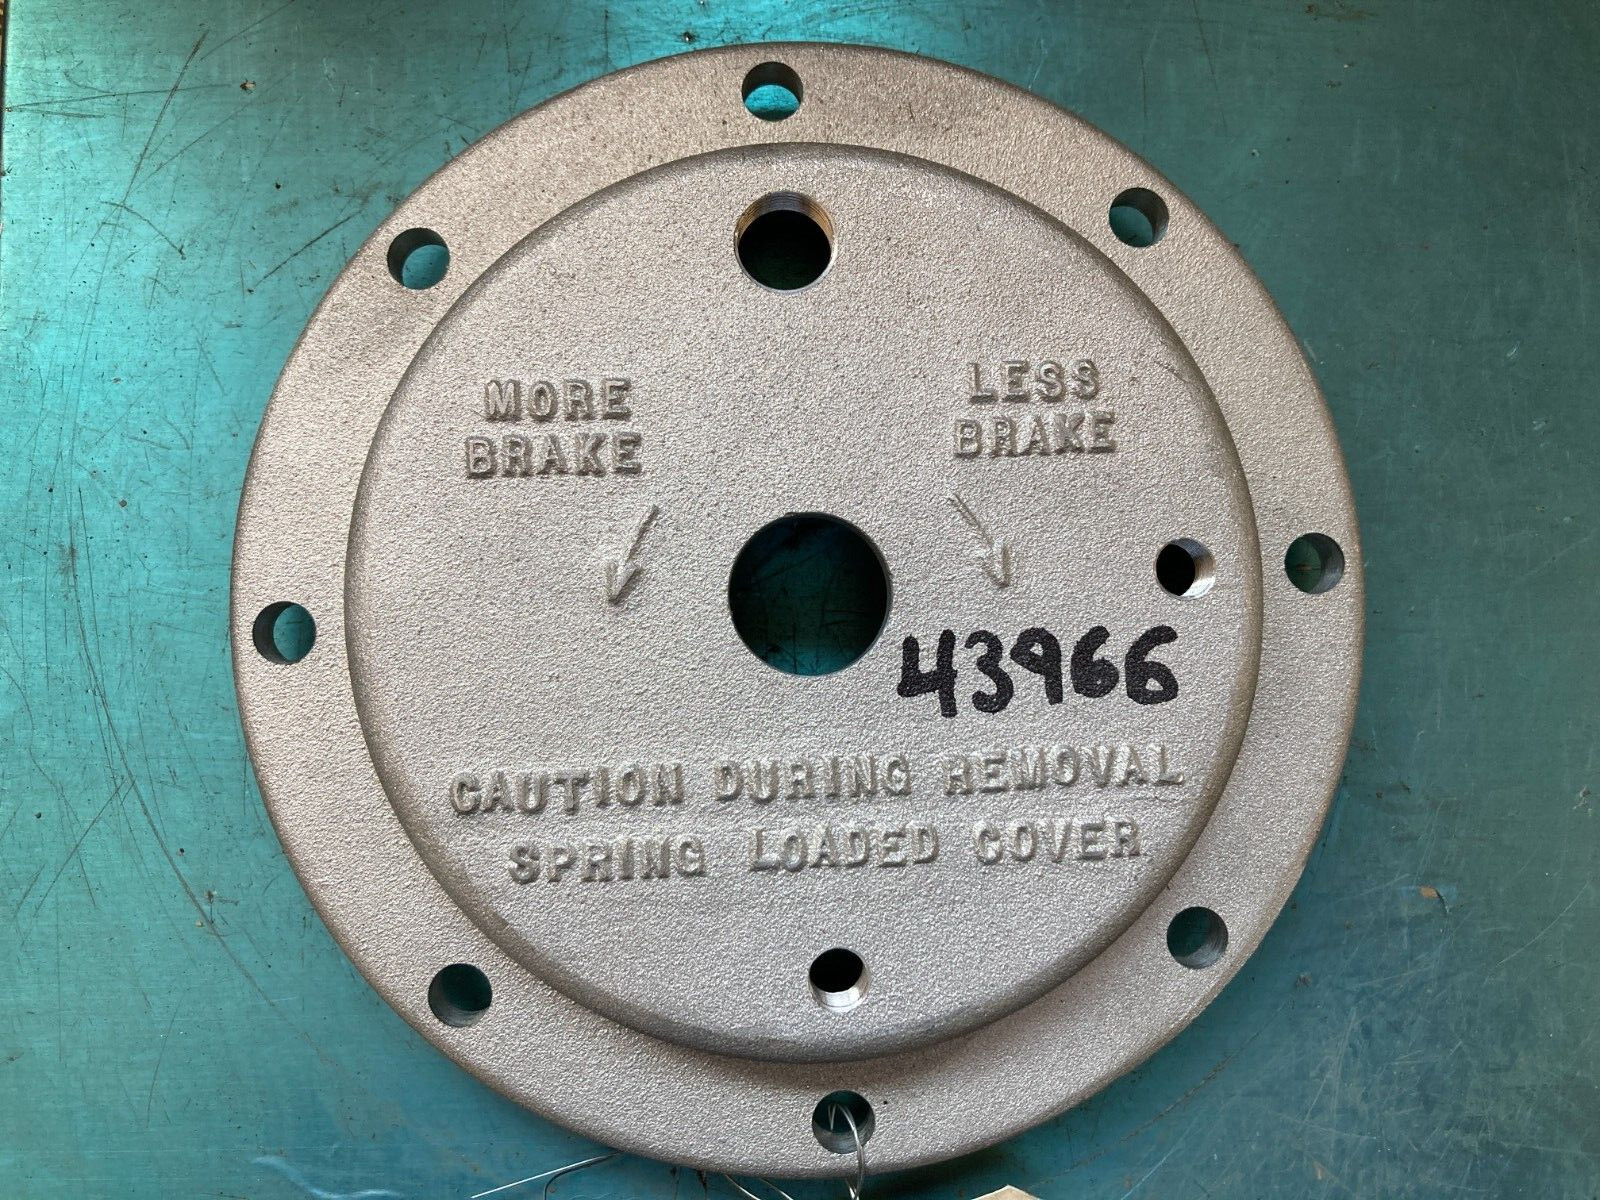 MORE
BRAKE
LESS
BRAKE
43966
CAUTION DURING REMOVAL
SPRING LOADED COVER